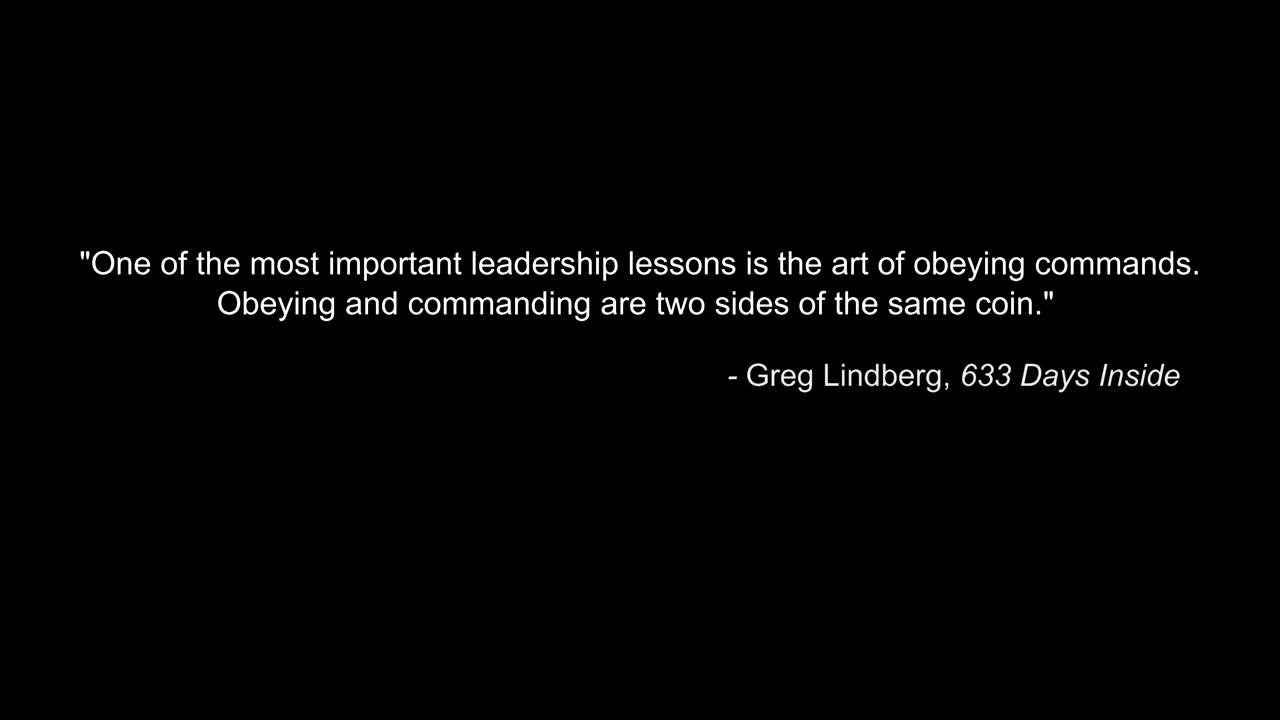 "One of the most important leadership lessons is the art of obeying commands.
Obeying and commanding are two sides of the same coin."
- Greg Lindberg, 633 Days Inside